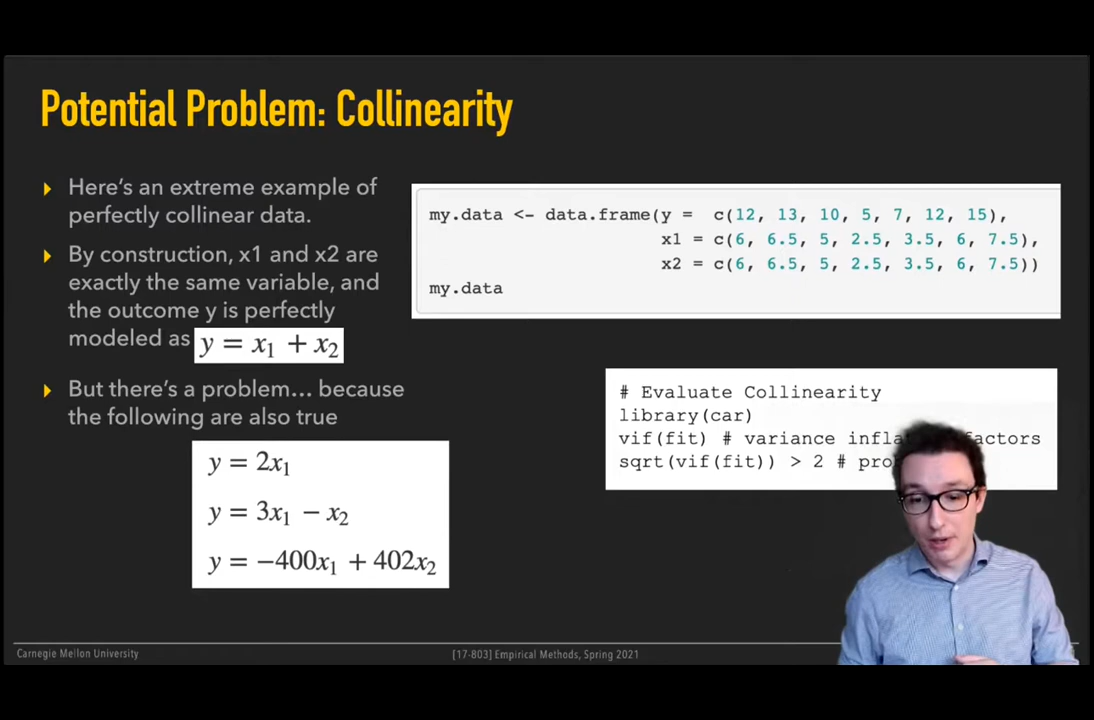 Potential Problem: Collinearity
Here's an extreme example of
perfectly collinear data.
By construction, x1 and x2 are
exactly the same variable, and
the outcome y is perfectly
modeled as y = x₁ + x₂
But there's a problem... because
the following are also true
y = 2x₁
y = 3x₁ − x₂
y = −400x₁ + 402x₂
my.data <- data.frame(y = c(12, 13, 10, 5, 7, 12, 15),
x1 = c(6, 6.5, 5, 2.5, 3.5, 6, 7.5),
x2 = c(6, 6.5, 5, 2.5, 3.5, 6, 7.5))
my.data
# Evaluate Collinearity
library(car)
vif(fit) # variance factors
sqrt(vif(fit)) > 2 #
Carnegie Mellon University
[17-803] Empirical Methods, Spring 2021